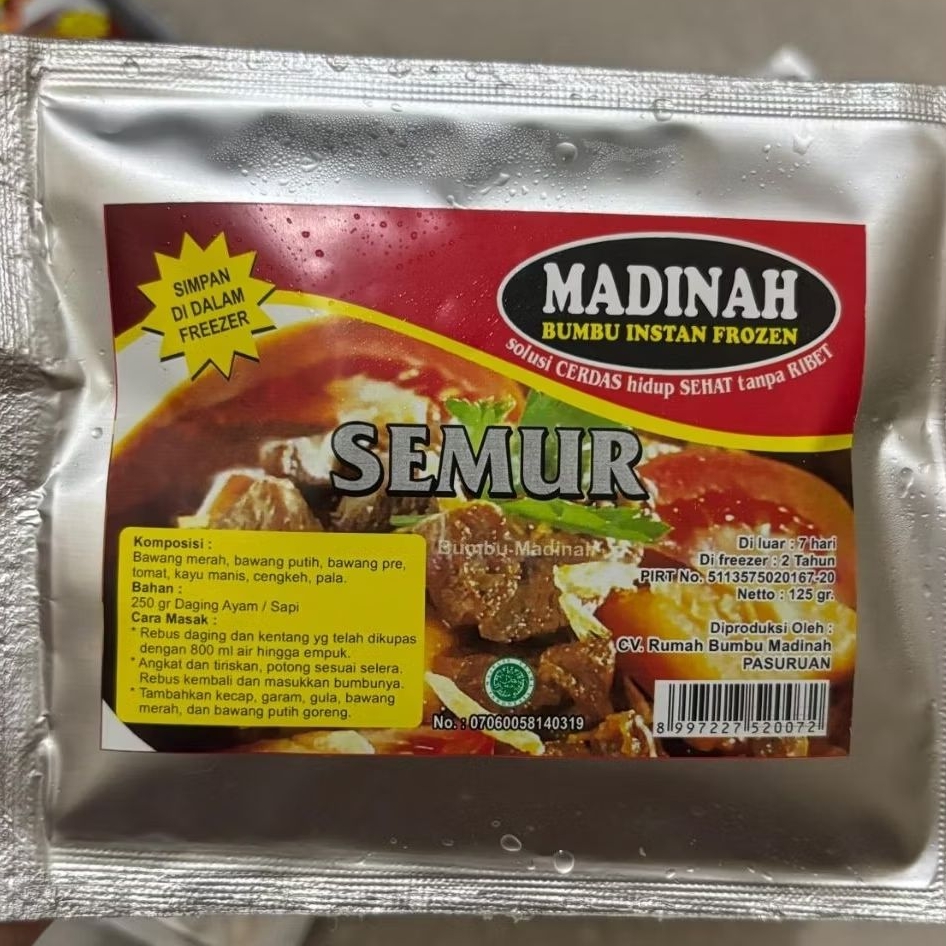 SIMPAN
DI DALAM
FREEZER
MADINAH
BUMBU INSTAN FROZEN
solusi CERDAS hidup SEHAT tanpa RIBET
SEMUR
Bumbu Madinah
Komposisi :
Bawang merah, bawang putih, bawang pre,
tomat, kayu manis, cengkeh, pala.
Bahan :
250 gr Daging Ayam / Sapi
Cara Masak :
* Rebus daging dan kentang yg telah dikupas
dengan 800 ml air hingga empuk.
* Angkat dan tiriskan, potong sesuai selera.
Rebus kembali dan masukkan bumbunya.
* Tambahkan kecap, garam, gula, bawang
merah, dan bawang putih goreng.
Di luar : 7 hari
Di freezer : 2 Tahun
PIRT No. 5113575020167-20
Netto : 125 gr.
Diproduksi Oleh :
CV. Rumah Bumbu Madinah
PASURUAN
No. : 07060058140319
8 997227 520072